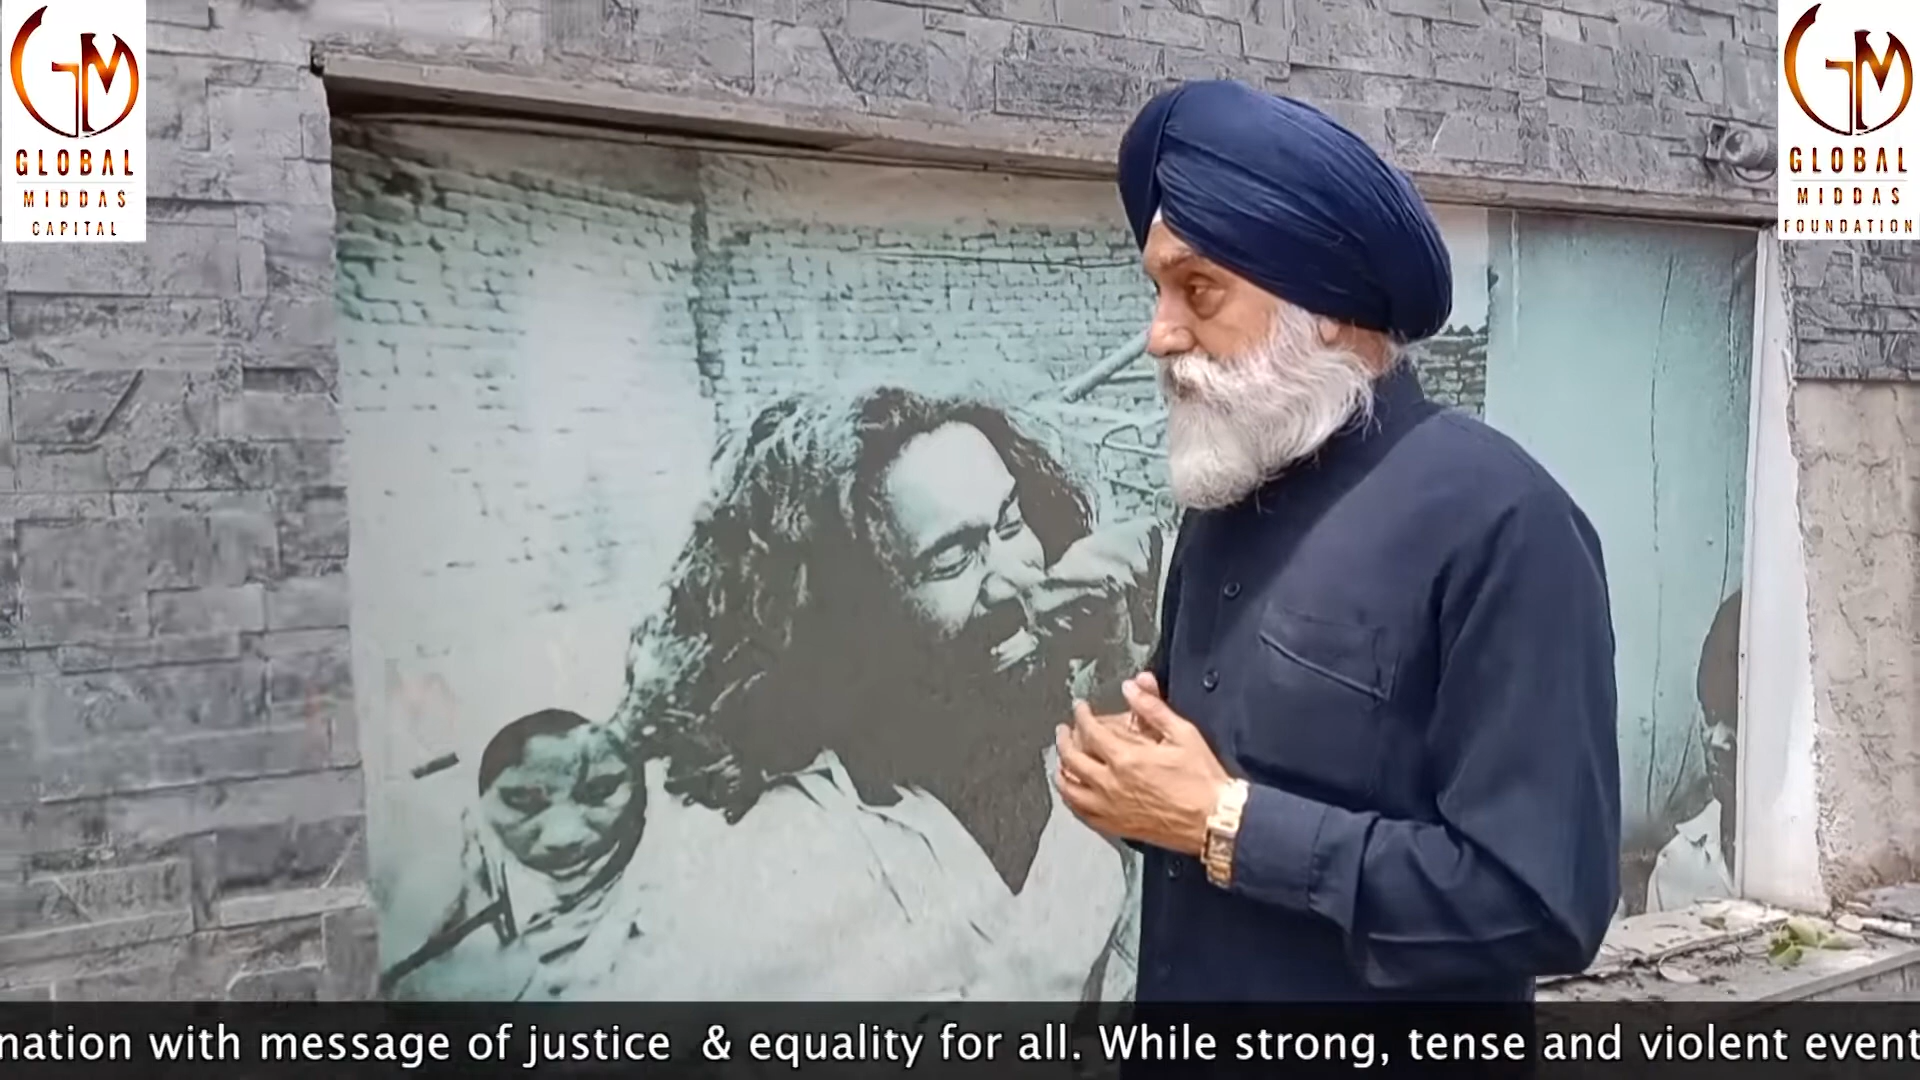 GLOBAL
MIDDAS
CAPITAL
GLOBAL
MIDDAS
FOUNDATION
nation with message of justice & equality for all. While strong, tense and violent event